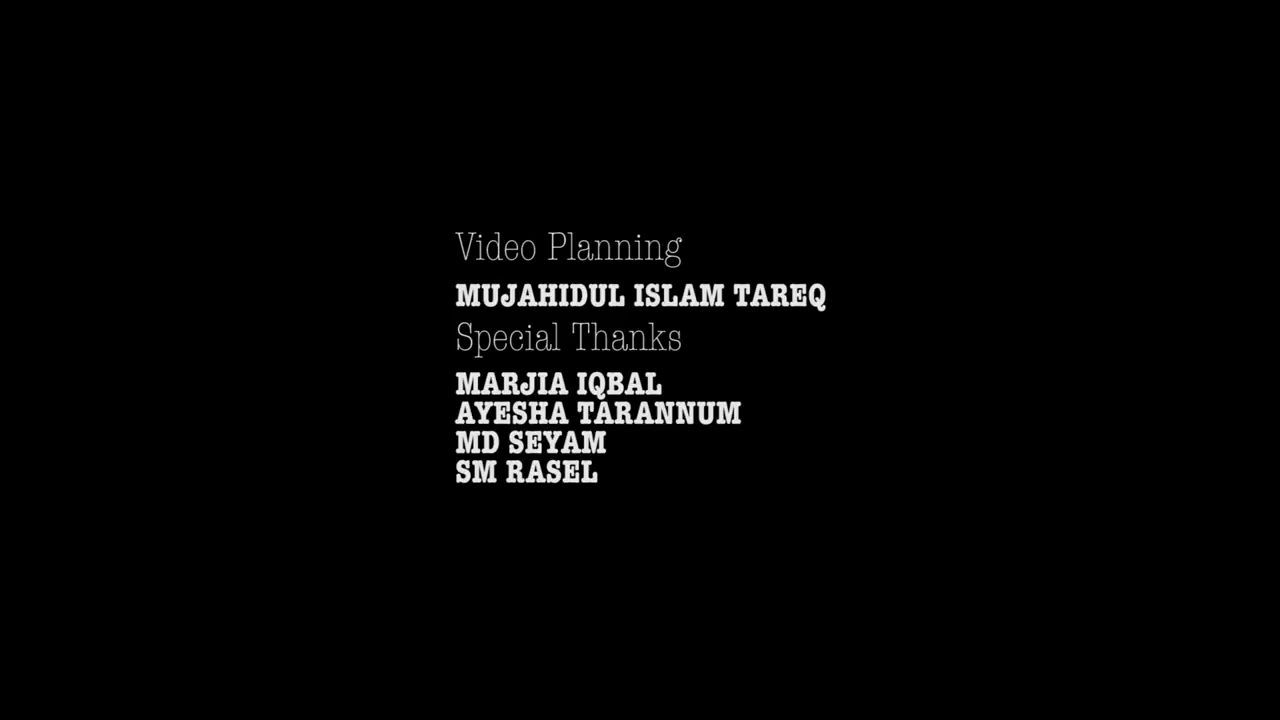 Video Planning
MUJAHIDUL ISLAM TAREQ
Special Thanks
MARJIA IQBAL
AYESHA TARANNUM
MD SEYAM
SM RASEL